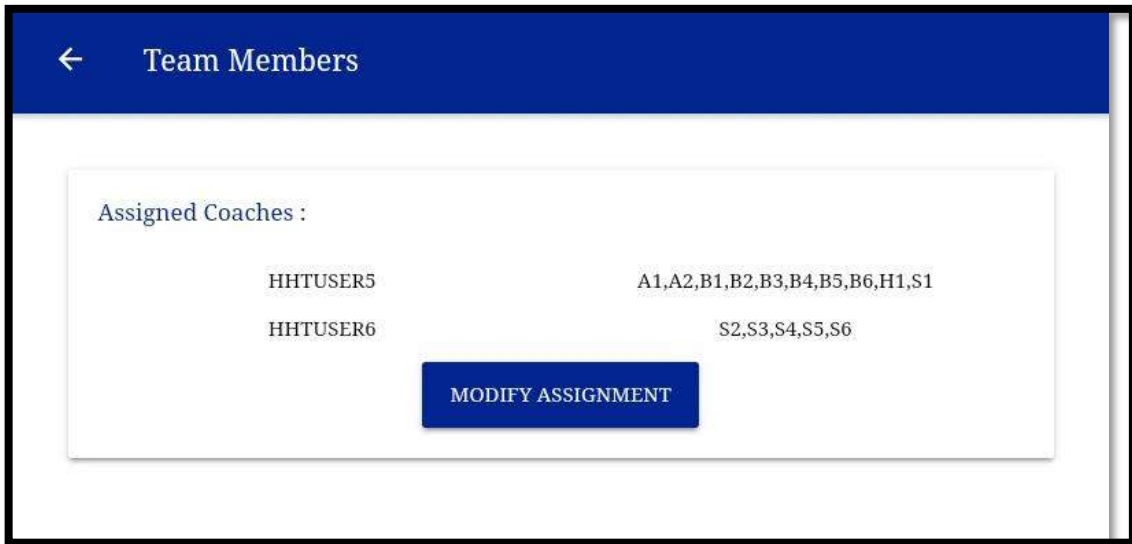 Team Members
Assigned Coaches :
HHTUSER5 A1,A2,B1,B2,B3,B4,B5,B6,H1,S1
HHTUSER6 S2,S3,S4,S5,S6
MODIFY ASSIGNMENT